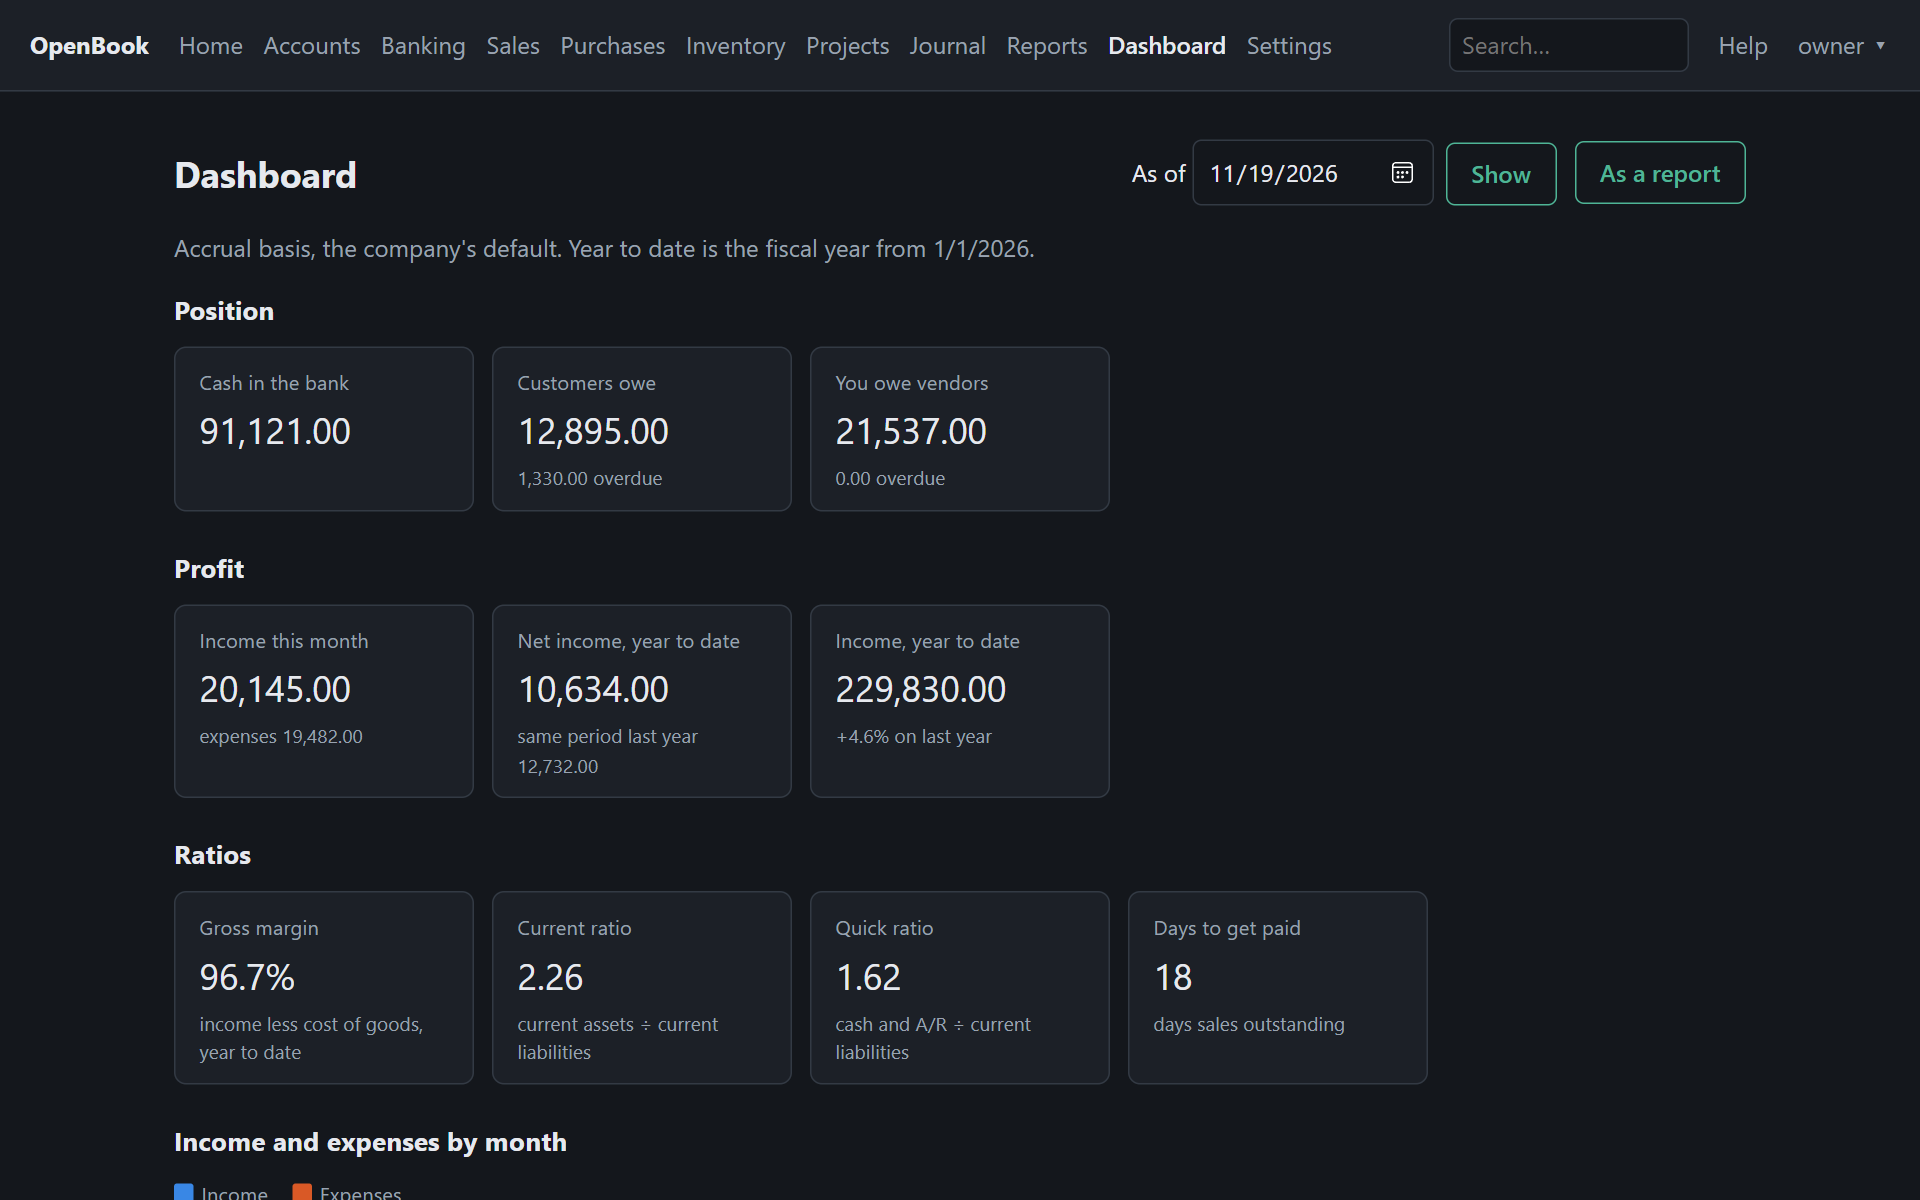 OpenBook Home Accounts Banking Sales Purchases Inventory Projects Journal Reports Dashboard Settings Search... Help owner ▾
Dashboard As of 11/19/2026 Show As a report
Accrual basis, the company's default. Year to date is the fiscal year from 1/1/2026.
Position
Cash in the bank
91,121.00
Customers owe
12,895.00
1,330.00 overdue
You owe vendors
21,537.00
0.00 overdue
Profit
Income this month
20,145.00
expenses 19,482.00
Net income, year to date
10,634.00
same period last year
12,732.00
Income, year to date
229,830.00
+4.6% on last year
Ratios
Gross margin
96.7%
income less cost of goods,
year to date
Current ratio
2.26
current assets ÷ current
liabilities
Quick ratio
1.62
cash and A/R ÷ current
liabilities
Days to get paid
18
days sales outstanding
Income and expenses by month
Income Expenses